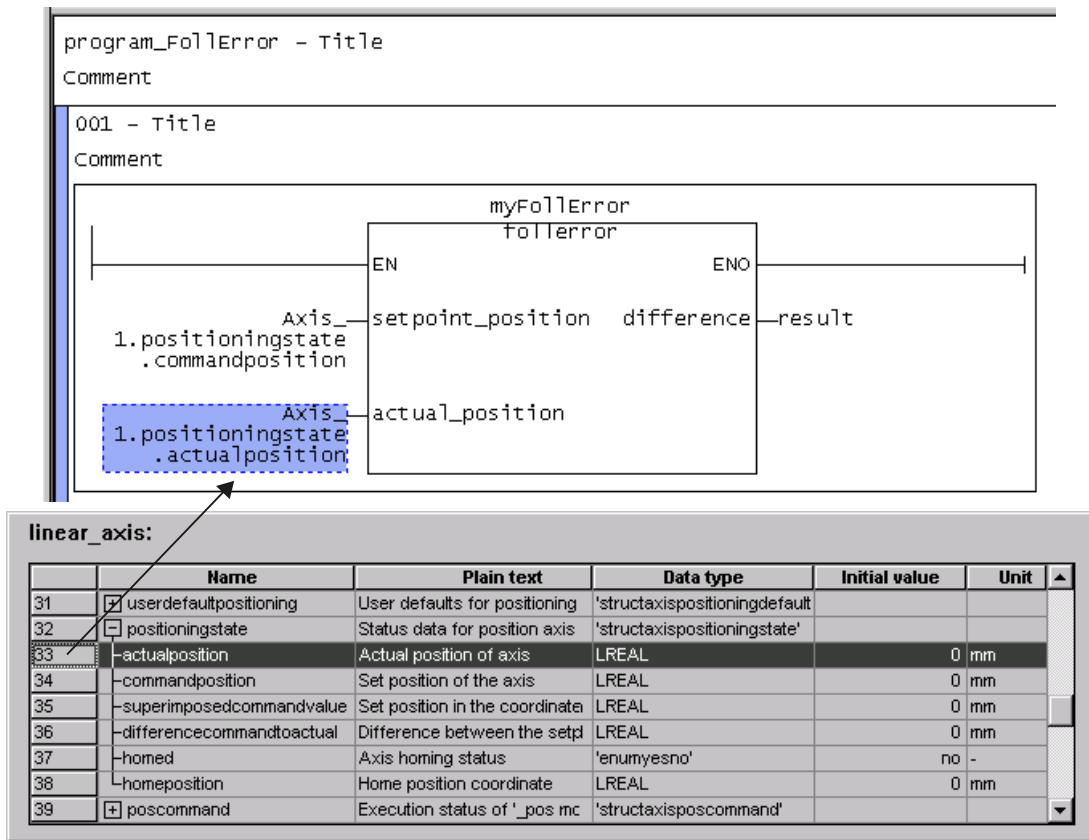 program_FollError – Title
Comment
001 – Title
Comment
myFollError
follerror
EN ENO
Axis_
1.positioningstate
.commandposition
setpoint_position difference result
Axis_
1.positioningstate
.actualposition
actual_position
linear_axis:
Name Plain text Data type Initial value Unit
31 userdefaultpositioning User defaults for positioning 'structaxispositioningdefault
32 positioningstate Status data for position axis 'structaxispositioningstate'
33 actualposition Actual position of axis LREAL 0 mm
34 commandposition Set position of the axis LREAL 0 mm
35 superimposedcommandvalue Set position in the coordinate LREAL 0 mm
36 differencecommandtoactual Difference between the setp LREAL 0 mm
37 homed Axis homing status 'enumyesno' no -
38 homeposition Home position coordinate LREAL 0 mm
39 poscommand Execution status of '_pos mc 'structaxisposcommand'